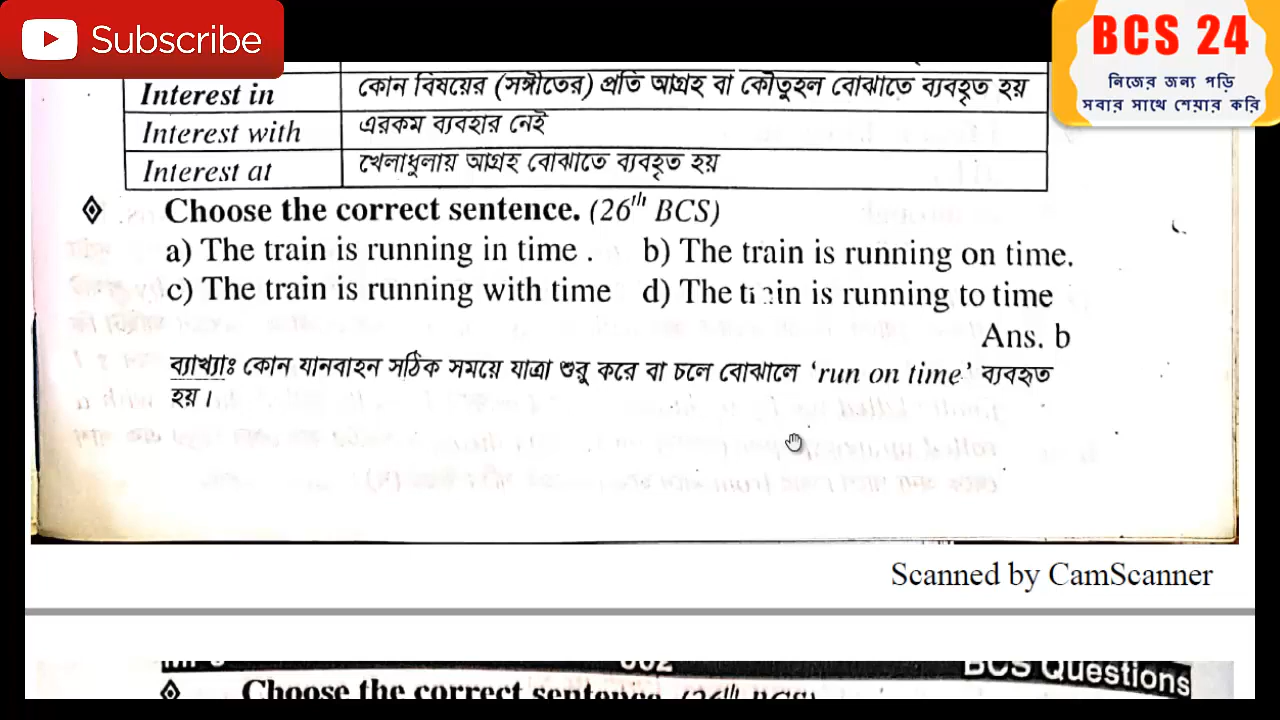 Subscribe
BCS 24
নিজের জন্য পড়ি
সবার সাথে শেয়ার করি
Interest in
কোন বিষয়ের (সঙ্গীতের) প্রতি আগ্রহ বা কৌতুহল বোঝাতে ব্যবহৃত হয়
Interest with
এরকম ব্যবহার নেই
Interest at
খেলাধুলায় আগ্রহ বোঝাতে ব্যবহৃত হয়
Choose the correct sentence. (26th BCS)
a) The train is running in time . b) The train is running on time.
c) The train is running with time d) The train is running to time
Ans. b
ব্যাখ্যাঃ কোন যানবাহন সঠিক সময়ে যাত্রা শুরু করে বা চলে বোঝালে ‘run on time’ ব্যবহৃত
হয়।
Scanned by CamScanner
BCS Questions
Choose the correct sentence. (26th BCS)